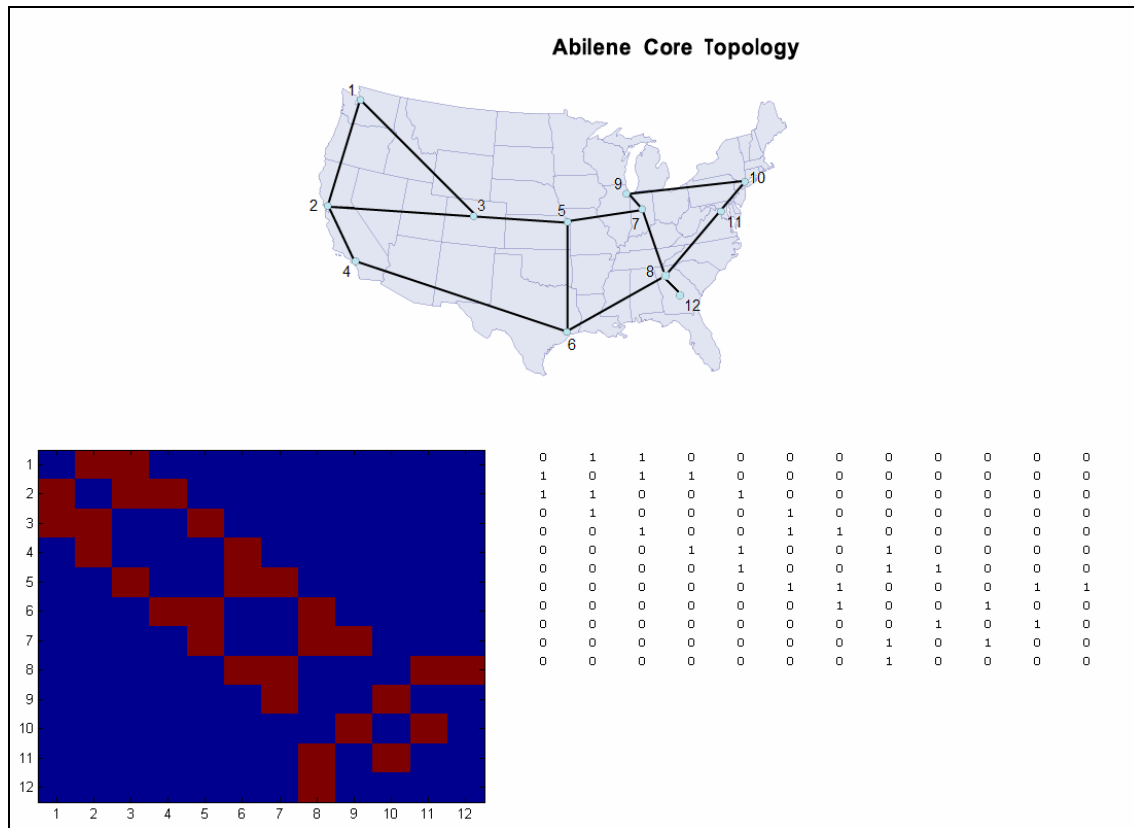 Abilene Core Topology
1
10
9
3
2
5
7
11
8
4
12
6
1
2
3
4
5
6
7
8
9
10
11
12
1 2 3 4 5 6 7 8 9 10 11 12
0 1 1 0 0 0 0 0 0 0 0 0
1 0 1 1 0 0 0 0 0 0 0 0
1 1 0 0 1 0 0 0 0 0 0 0
0 1 0 0 0 1 0 0 0 0 0 0
0 0 1 0 0 1 1 0 0 0 0 0
0 0 0 1 1 0 0 1 0 0 0 0
0 0 0 0 1 0 0 1 1 0 0 0
0 0 0 0 0 1 1 0 0 0 1 1
0 0 0 0 0 0 1 0 0 1 0 0
0 0 0 0 0 0 0 0 1 0 1 0
0 0 0 0 0 0 0 1 0 1 0 0
0 0 0 0 0 0 0 1 0 0 0 0